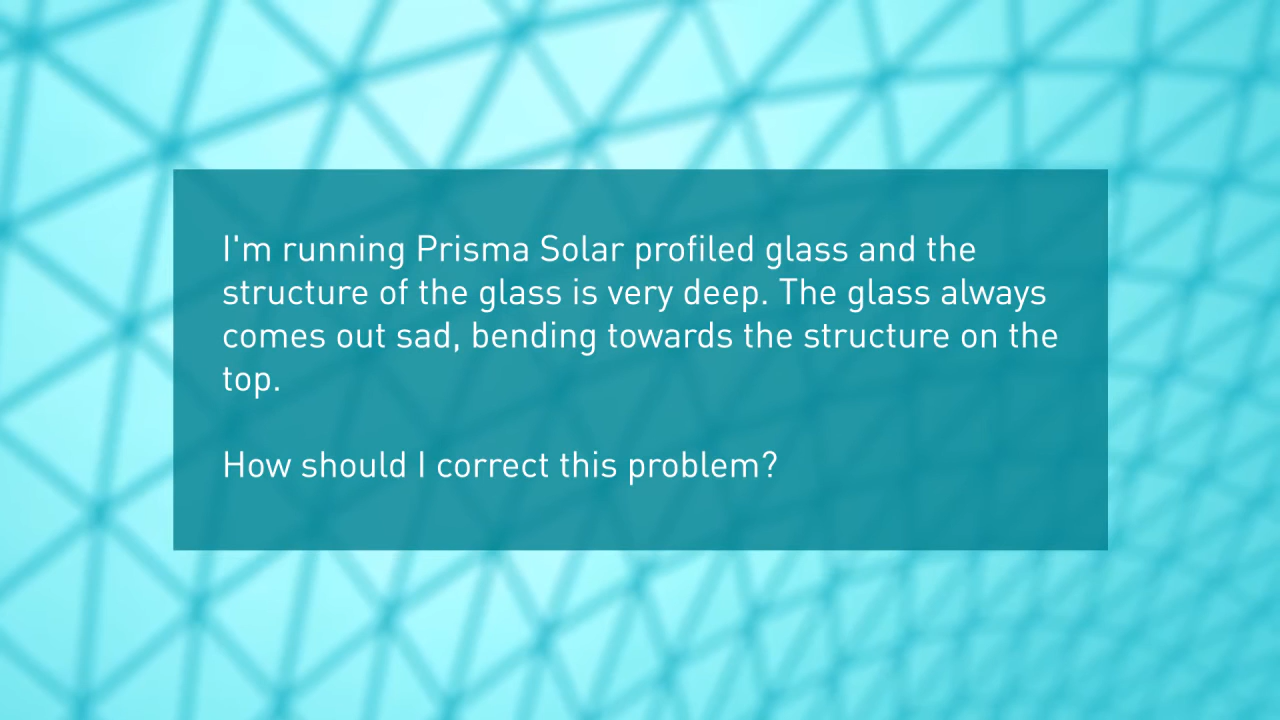 I'm running Prisma Solar profiled glass and the
structure of the glass is very deep. The glass always
comes out sad, bending towards the structure on the
top.
How should I correct this problem?